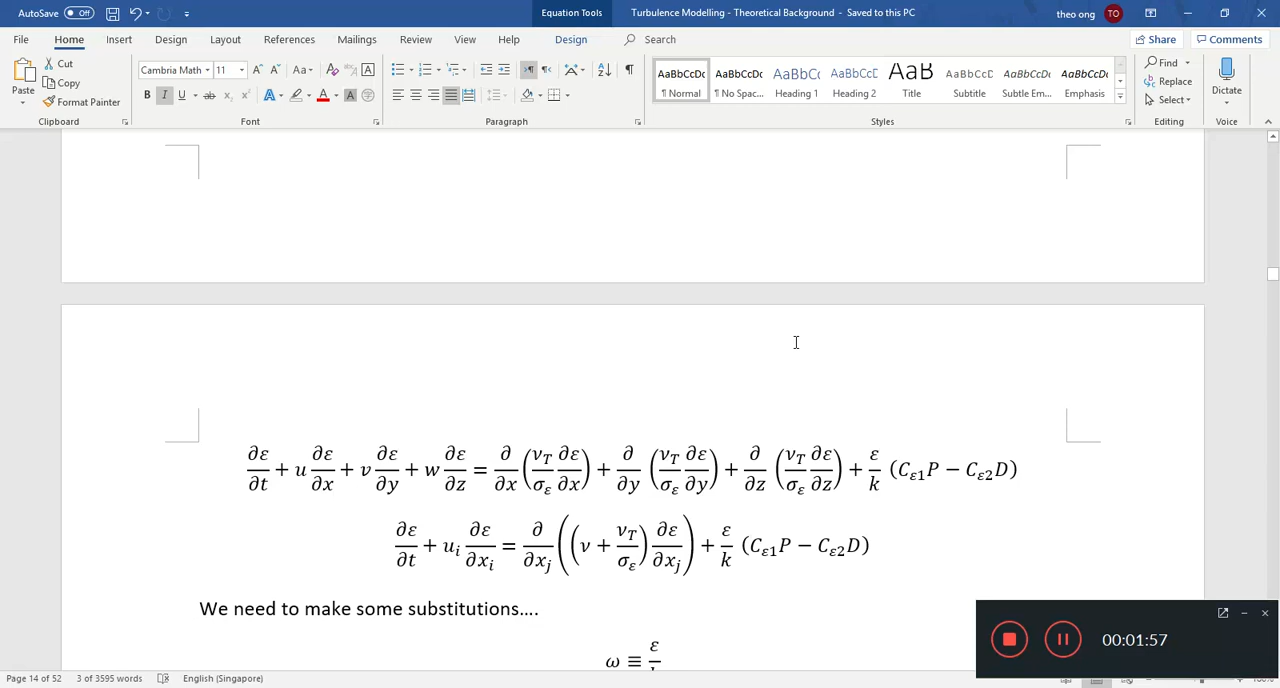 AutoSave Off Equation Tools Turbulence Modelling - Theoretical Background - Saved to this PC theo ong TO
File Home Insert Design Layout References Mailings Review View Help Design Search Share Comments
Paste Cut Copy Format Painter
Cambria Math 11 A A Aa A A
B I U ab x x A A A
AaBbCcDc AaBbCcDc AaBbCc AaBbCcD AaB AaBbCcD AaBbCcDc AaBbCcDc
¶ Normal ¶ No Spac... Heading 1 Heading 2 Title Subtitle Subtle Em... Emphasis
Find Replace Select Dictate
Clipboard Font Paragraph Styles Editing Voice
∂ε/∂t + u ∂ε/∂x + v ∂ε/∂y + w ∂ε/∂z = ∂/∂x (ν_T/σ_ε ∂ε/∂x) + ∂/∂y (ν_T/σ_ε ∂ε/∂y) + ∂/∂z (ν_T/σ_ε ∂ε/∂z) + ε/k (C_ε1 P − C_ε2 D)
∂ε/∂t + u_i ∂ε/∂x_i = ∂/∂x_j ((ν + ν_T/σ_ε) ∂ε/∂x_j) + ε/k (C_ε1 P − C_ε2 D)
We need to make some substitutions....
ω ≡ ε
00:01:57
Page 14 of 52 3 of 3595 words English (Singapore)